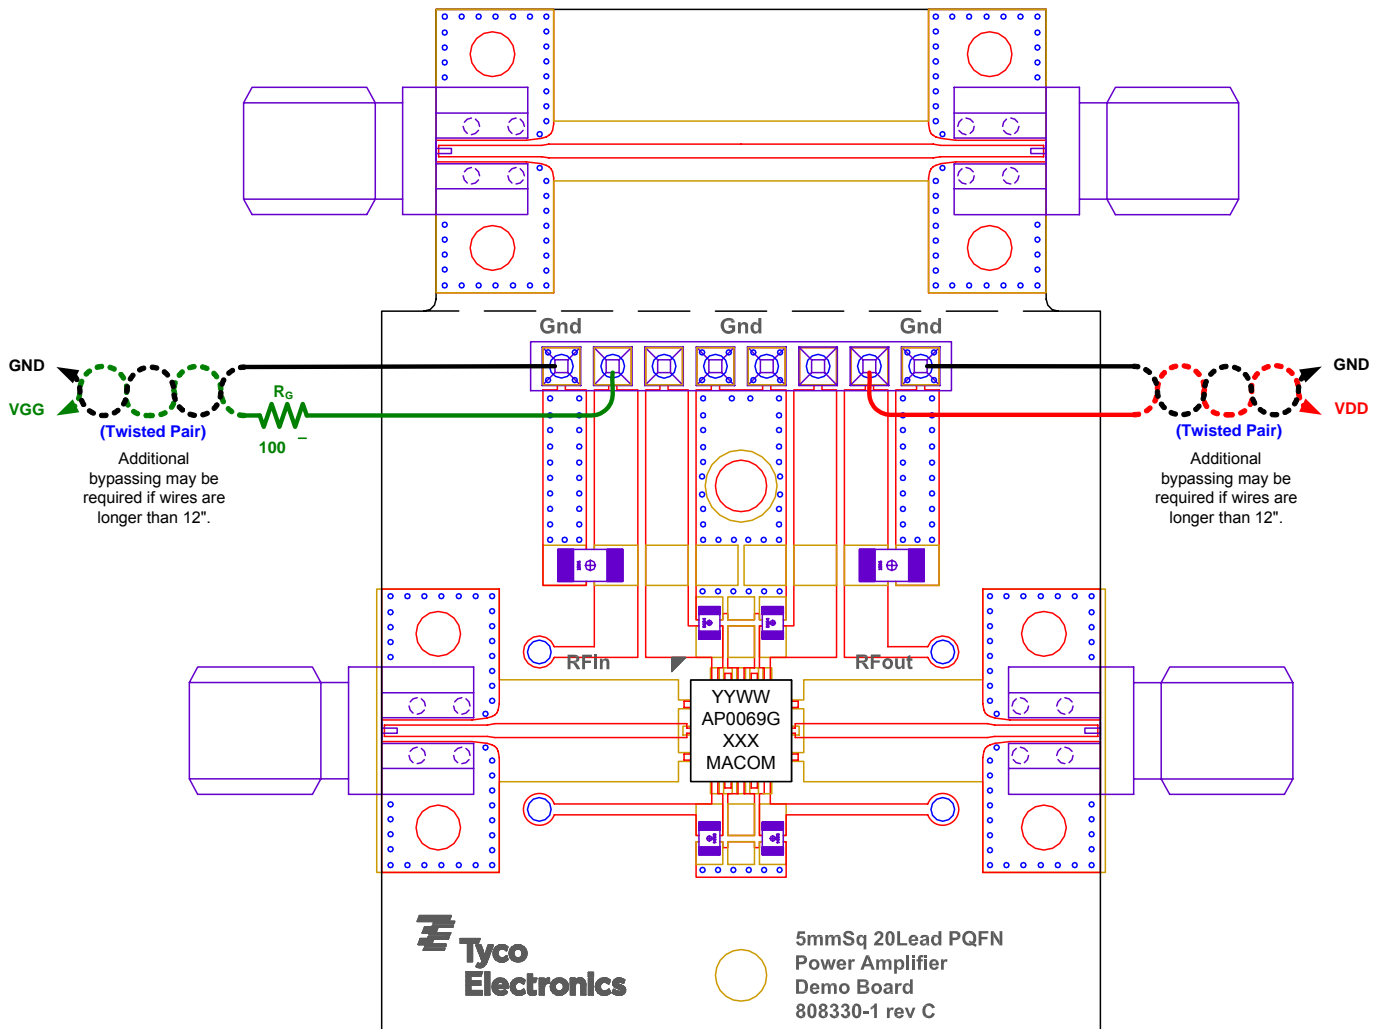 Gnd
Gnd
Gnd
GND
VGG
RG
100 –
(Twisted Pair)
Additional
bypassing may be
required if wires are
longer than 12".
GND
VDD
(Twisted Pair)
Additional
bypassing may be
required if wires are
longer than 12".
RFin
RFout
YYWW
AP0069G
XXX
MACOM
Tyco
Electronics
5mmSq 20Lead PQFN
Power Amplifier
Demo Board
808330-1 rev C